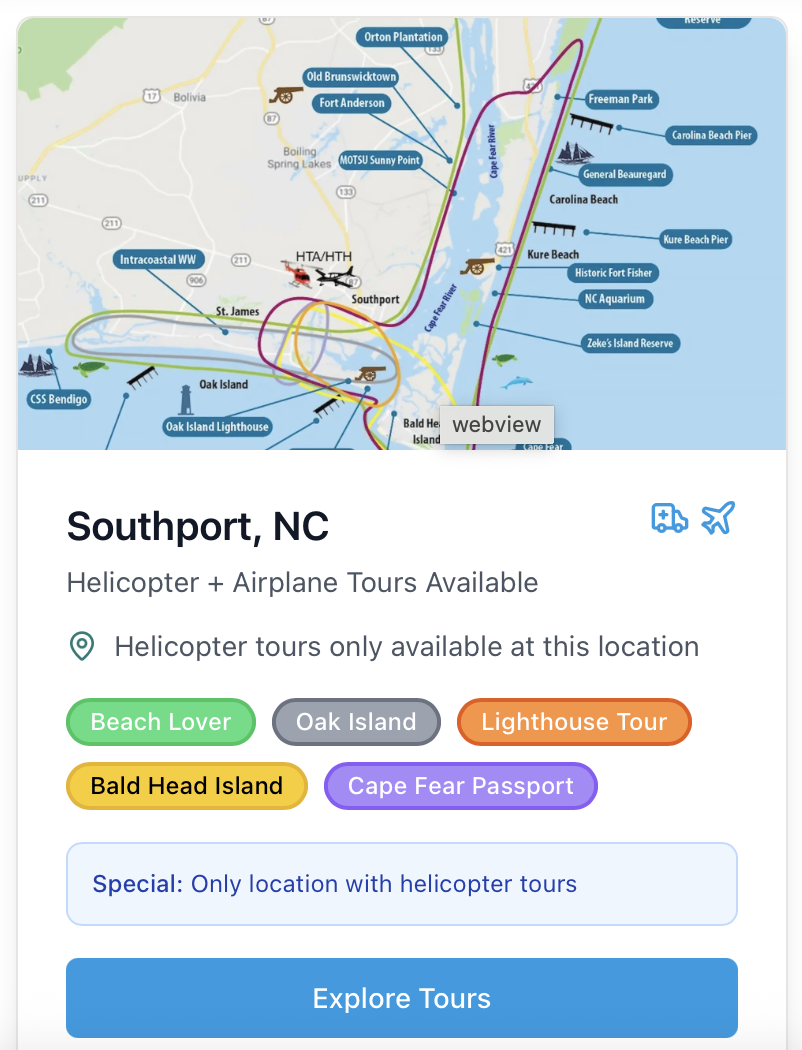 Reserve
Orton Plantation
133
Old Brunswicktown
17
Bolivia
Fort Anderson
421
Freeman Park
87
Cape Fear River
Carolina Beach Pier
Boiling
Spring Lakes
MOTSU Sunny Point
General Beauregard
UPPLY
133
211
Carolina Beach
211
Kure Beach Pier
421
Kure Beach
Intracoastal WW
211
HTA/HTH
Historic Fort Fisher
906
87
Southport
NC Aquarium
St. James
Cape Fear River
Zeke's Island Reserve
Oak Island
CSS Bendigo
Oak Island Lighthouse
Bald He
Island
webview
Cape Fear
Southport, NC
Helicopter + Airplane Tours Available
Helicopter tours only available at this location
Beach Lover
Oak Island
Lighthouse Tour
Bald Head Island
Cape Fear Passport
Special: Only location with helicopter tours
Explore Tours